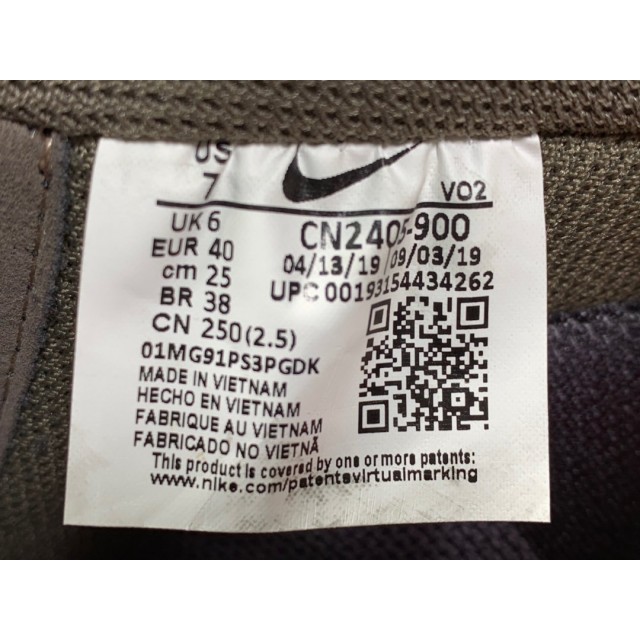 US
7
UK 6
EUR 40
cm 25
BR 38
CN 250(2.5)
01MG91PS3PGDK
VO2
CN2405-900
04/13/19 09/03/19
UPC 00193154434262
MADE IN VIETNAM
HECHO EN VIETNAM
FABRIQUE AU VIETNAM
FABRICADO NO VIETNÃ
This product is covered by one or more patents:
www.nike.com/patentsvirtualmarking